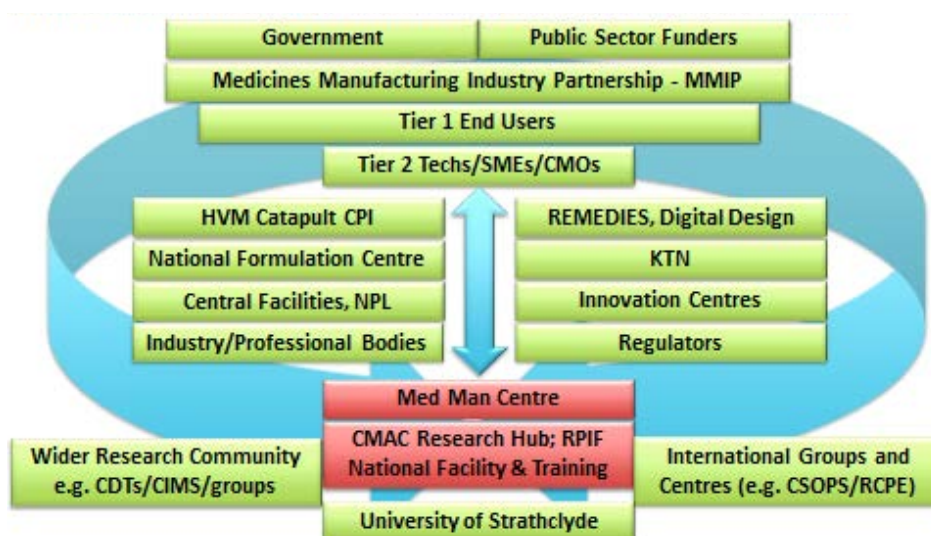 Government
Public Sector Funders
Medicines Manufacturing Industry Partnership - MMIP
Tier 1 End Users
Tier 2 Techs/SMEs/CMOs
HVM Catapult CPI
REMEDIES, Digital Design
National Formulation Centre
KTN
Central Facilities, NPL
Innovation Centres
Industry/Professional Bodies
Regulators
Med Man Centre
Wider Research Community
e.g. CDTs/CIMS/groups
CMAC Research Hub; RPIF
National Facility & Training
International Groups and
Centres (e.g. CSOPS/RCPE)
University of Strathclyde